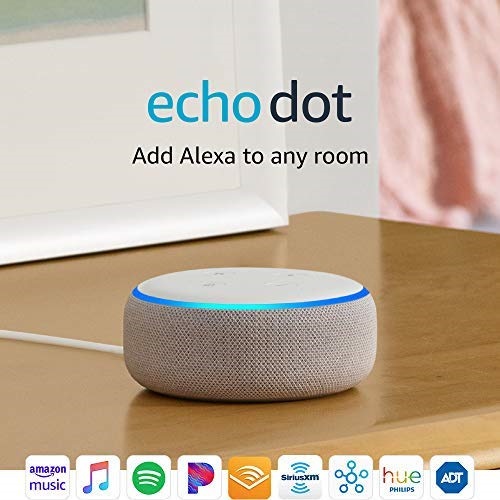 echo dot
Add Alexa to any room
amazon music
SiriusXM
hue
PHILIPS
ADT